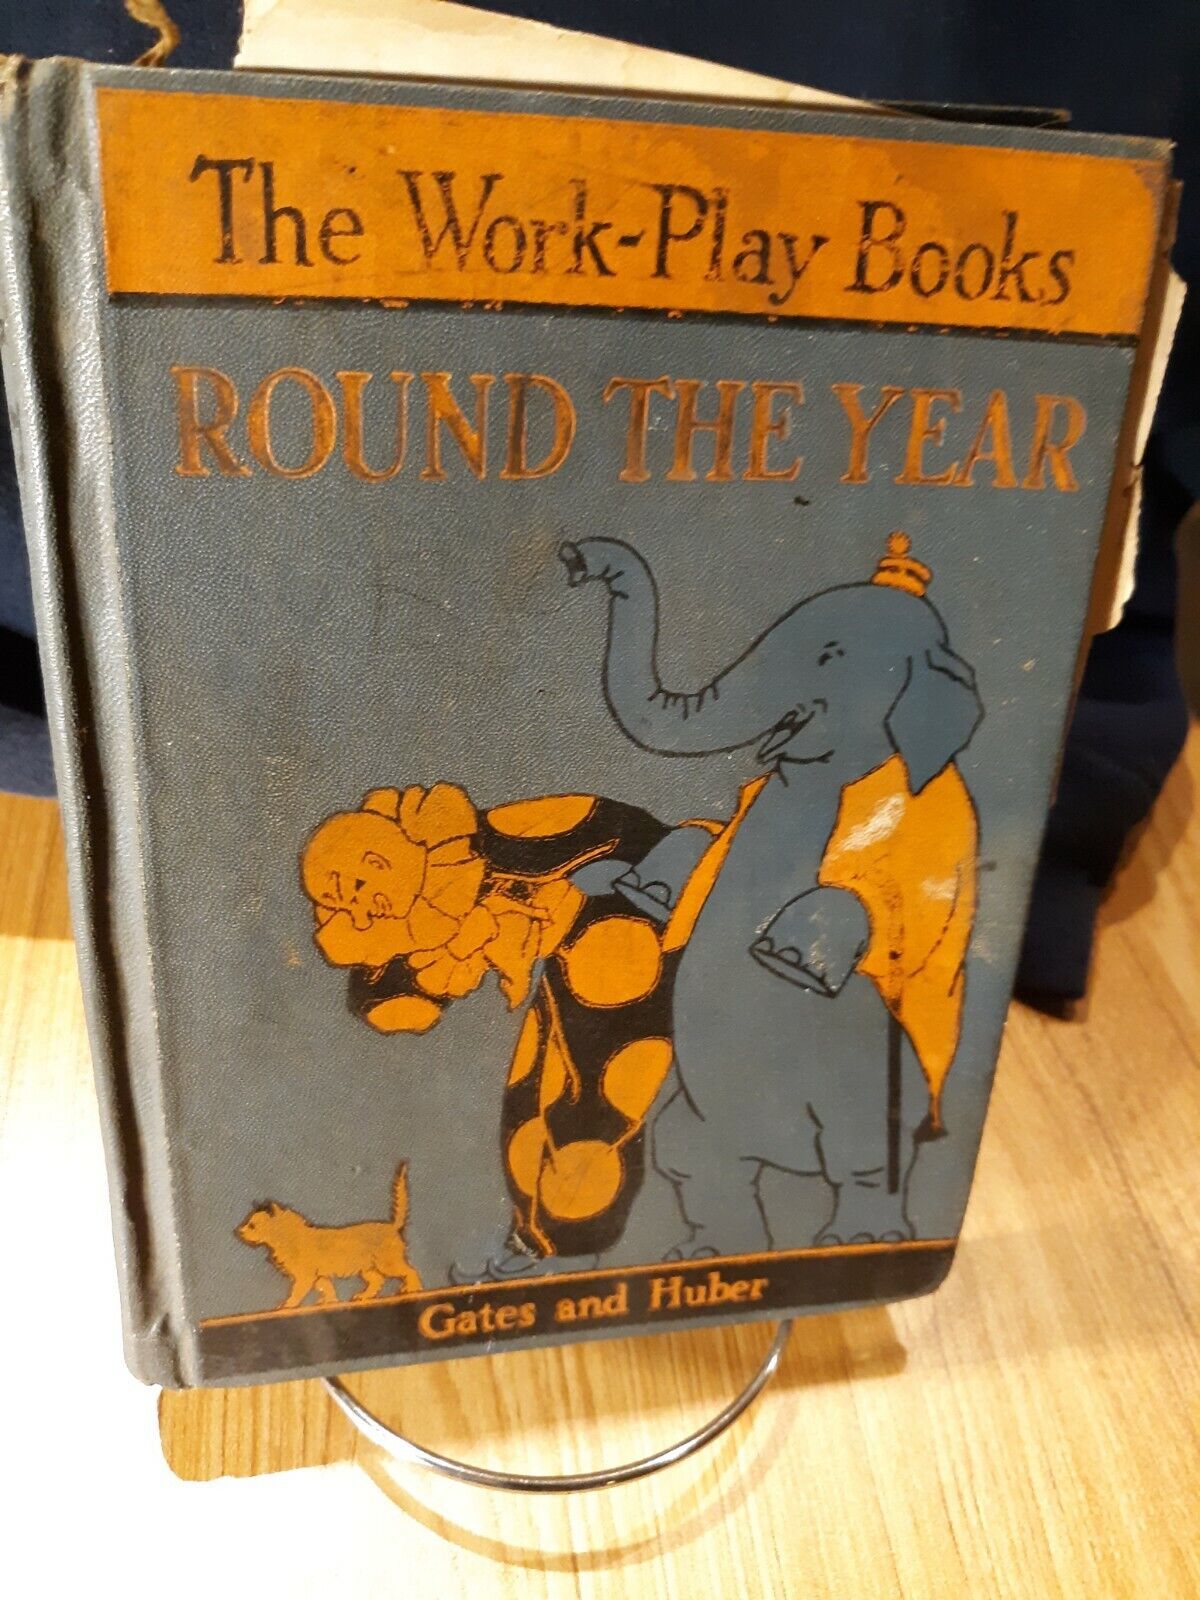 The Work-Play Books
ROUND THE YEAR
Gates and Huber